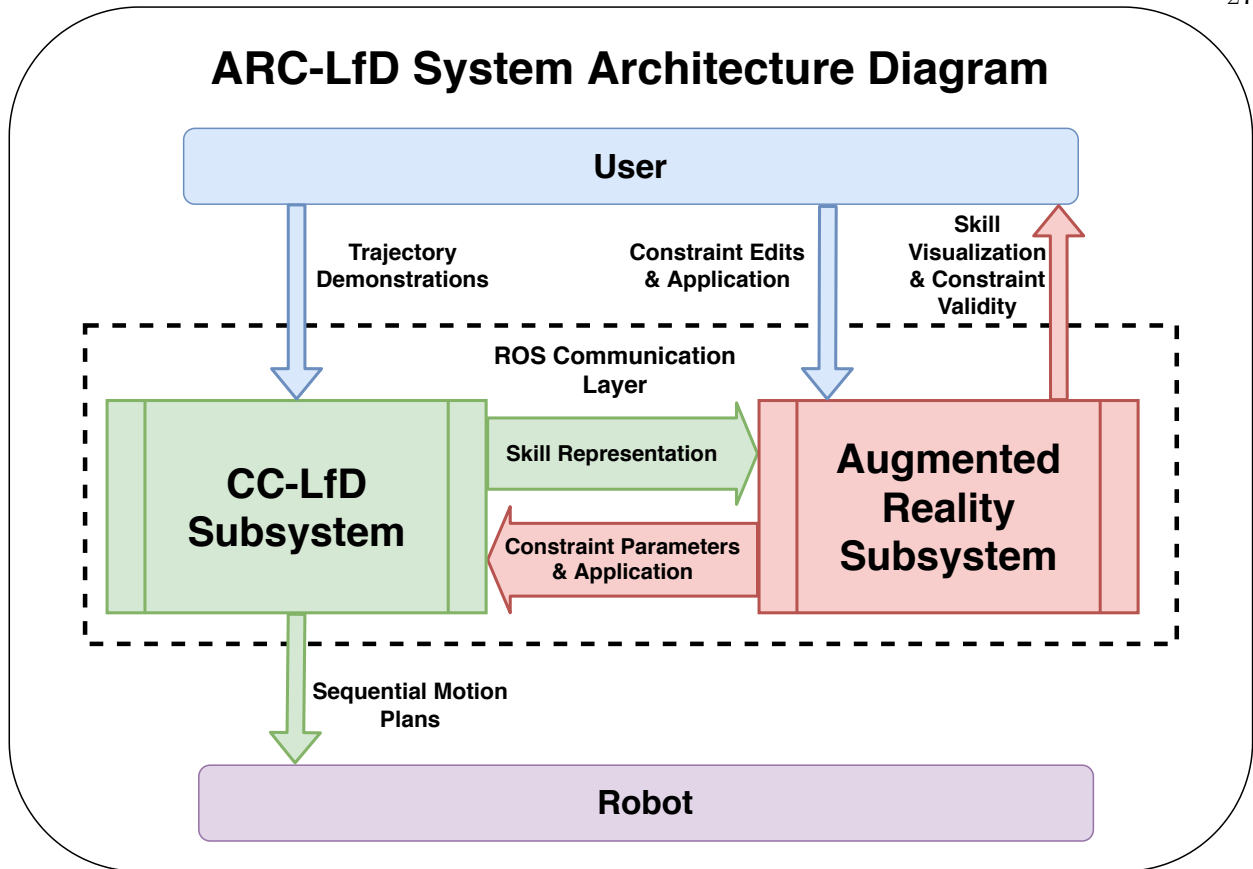 ARC-LfD System Architecture Diagram
User
Trajectory
Demonstrations
Constraint Edits
& Application
Skill
Visualization
& Constraint
Validity
ROS Communication
Layer
CC-LfD
Subsystem
Skill Representation
Constraint Parameters
& Application
Augmented
Reality
Subsystem
Sequential Motion
Plans
Robot